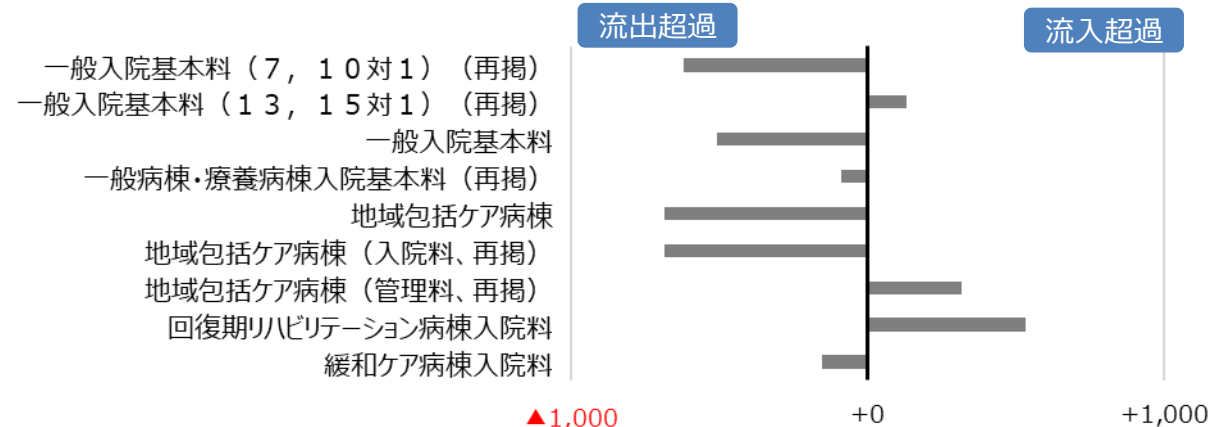 流出超過
流入超過
一般入院基本料（７，１０対１）（再掲）
一般入院基本料（１３，１５対１）（再掲）
一般入院基本料
一般病棟・療養病棟入院基本料（再掲）
地域包括ケア病棟
地域包括ケア病棟（入院料、再掲）
地域包括ケア病棟（管理料、再掲）
回復期リハビリテーション病棟入院料
緩和ケア病棟入院料
▲1,000
+0
+1,000